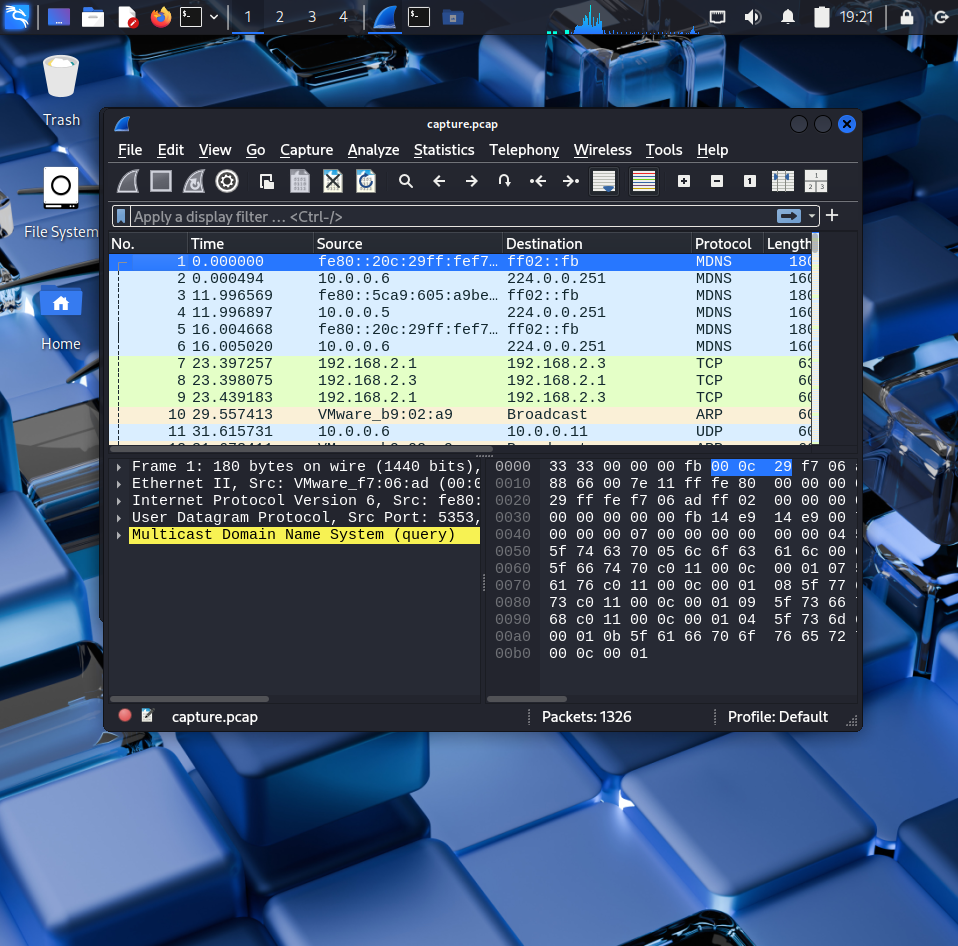 1 2 3 4 19:21
Trash
File System
Home
capture.pcap
File Edit View Go Capture Analyze Statistics Telephony Wireless Tools Help
Apply a display filter … <Ctrl-/>
No. Time Source Destination Protocol Length
1 0.000000 fe80::20c:29ff:fef7… ff02::fb MDNS 180
2 0.000494 10.0.0.6 224.0.0.251 MDNS 160
3 11.996569 fe80::5ca9:605:a9be… ff02::fb MDNS 180
4 11.996897 10.0.0.5 224.0.0.251 MDNS 160
5 16.004668 fe80::20c:29ff:fef7… ff02::fb MDNS 180
6 16.005020 10.0.0.6 224.0.0.251 MDNS 160
7 23.397257 192.168.2.1 192.168.2.3 TCP 63
8 23.398075 192.168.2.3 192.168.2.1 TCP 60
9 23.439183 192.168.2.1 192.168.2.3 TCP 60
10 29.557413 VMware_b9:02:a9 Broadcast ARP 60
11 31.615731 10.0.0.6 10.0.0.11 UDP 60
Frame 1: 180 bytes on wire (1440 bits),
Ethernet II, Src: VMware_f7:06:ad (00:0
Internet Protocol Version 6, Src: fe80:
User Datagram Protocol, Src Port: 5353,
Multicast Domain Name System (query)
0000 33 33 00 00 00 fb 00 0c 29 f7 06
0010 88 66 00 7e 11 ff fe 80 00 00 00
0020 29 ff fe f7 06 ad ff 02 00 00 00
0030 00 00 00 00 00 fb 14 e9 14 e9 00
0040 00 00 00 07 00 00 00 00 00 00 04
0050 5f 74 63 70 05 6c 6f 63 61 6c 00
0060 5f 66 74 70 c0 11 00 0c 00 01 07
0070 61 76 c0 11 00 0c 00 01 08 5f 77
0080 73 c0 11 00 0c 00 01 09 5f 73 66
0090 68 c0 11 00 0c 00 01 04 5f 73 6d
00a0 00 01 0b 5f 61 66 70 6f 76 65 72
00b0 00 0c 00 01
capture.pcap
Packets: 1326
Profile: Default